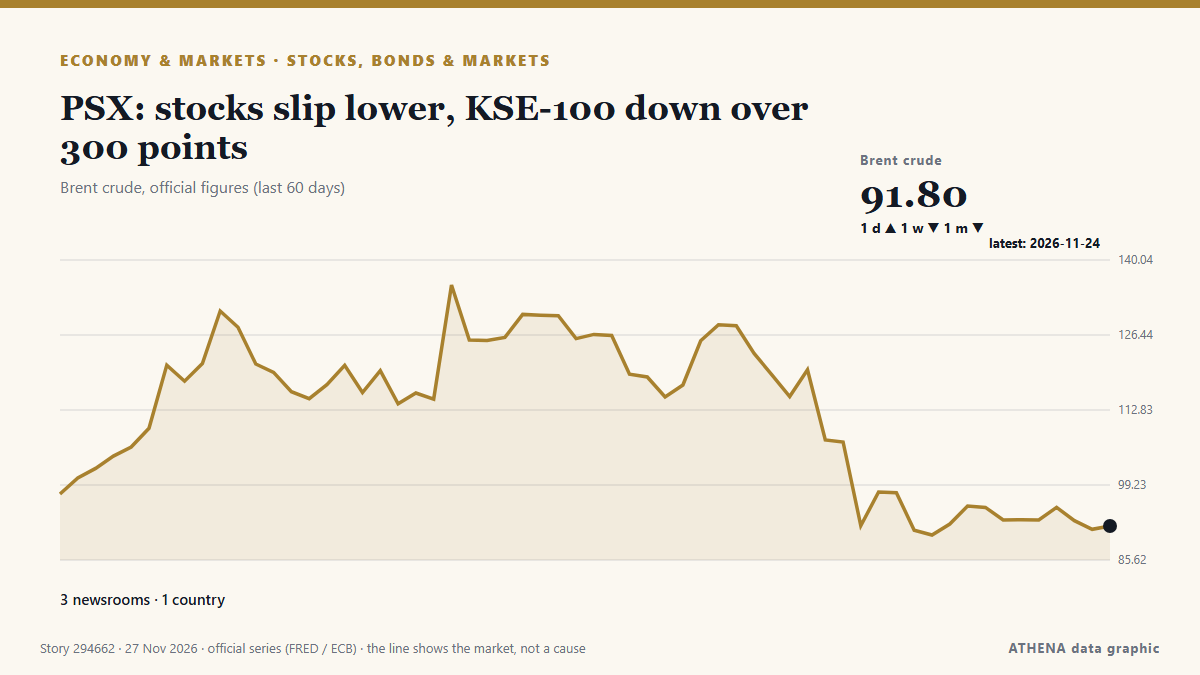 ECONOMY & MARKETS · STOCKS, BONDS & MARKETS
PSX: stocks slip lower, KSE-100 down over
300 points
Brent crude, official figures (last 60 days)
Brent crude
91.80
1 d ▲ 1 w ▼ 1 m ▼
latest: 2026-11-24
140.04
126.44
112.83
99.23
85.62
3 newsrooms · 1 country
Story 294662 · 27 Nov 2026 · official series (FRED / ECB) · the line shows the market, not a cause
ATHENA data graphic